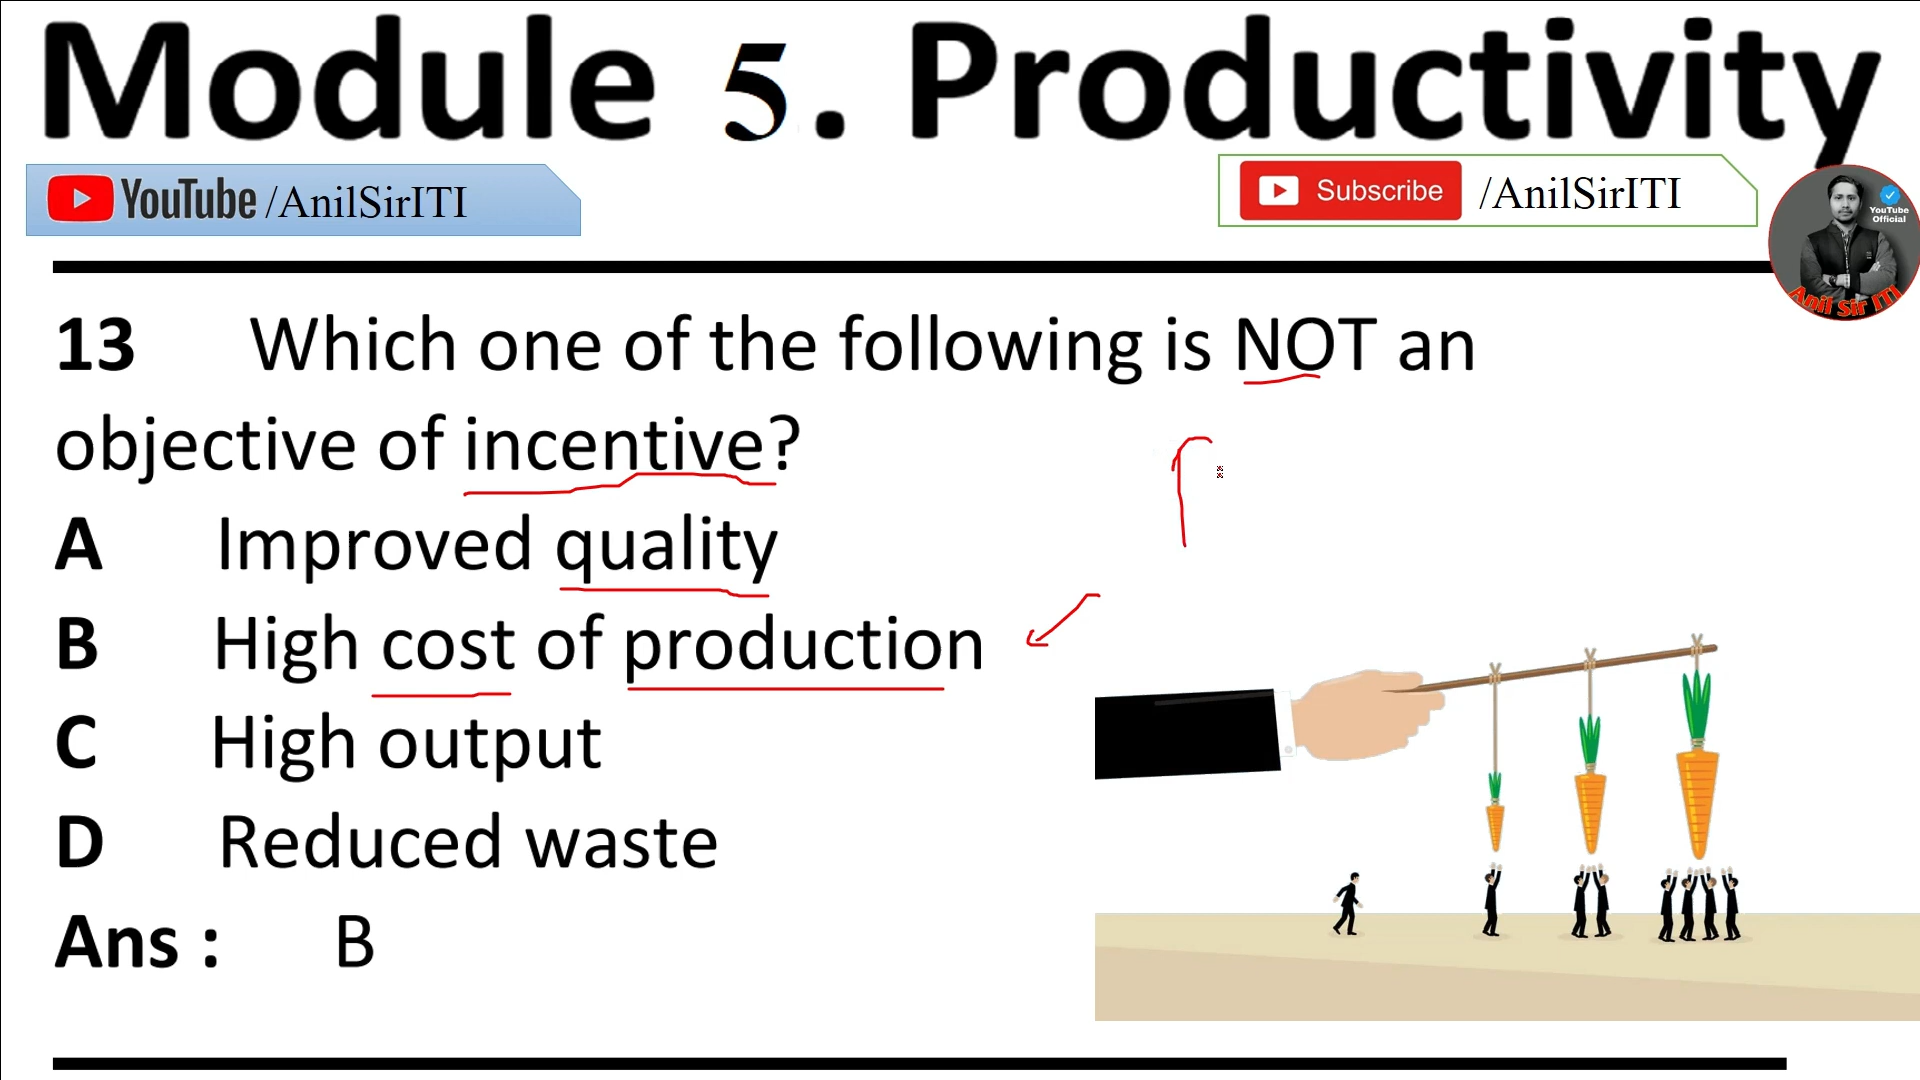 Module 5. Productivity
YouTube /AnilSirITI
Subscribe /AnilSirITI
YouTube
Official
Anil Sir ITI
13 Which one of the following is NOT an
objective of incentive?
A Improved quality
B High cost of production
C High output
D Reduced waste
Ans : B